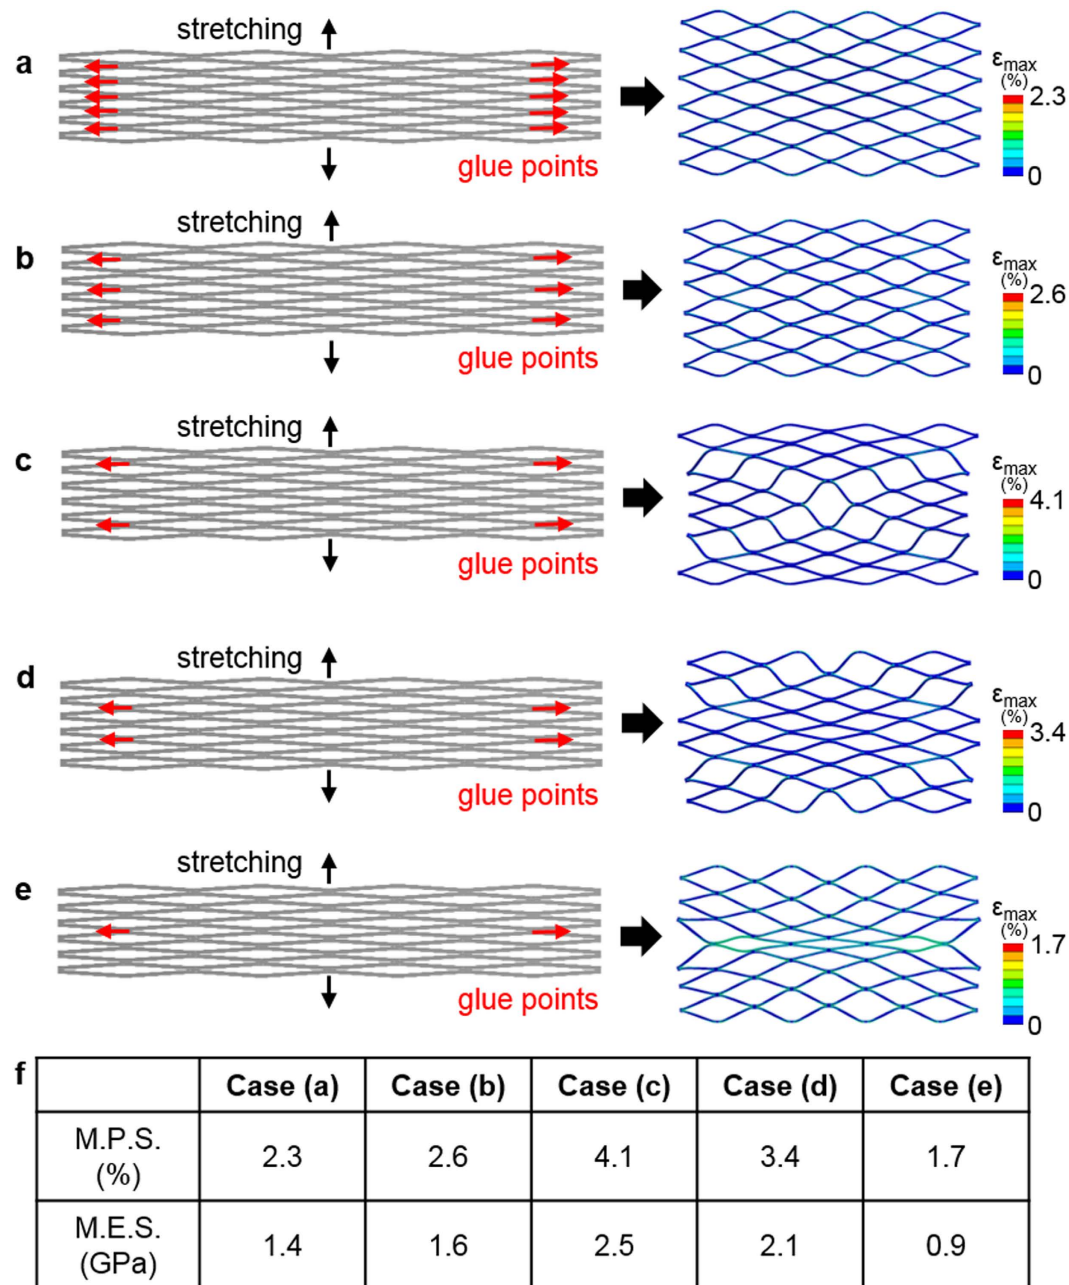 stretching
a
glue points
εmax
(%)
2.3
0
stretching
b
glue points
εmax
(%)
2.6
0
stretching
c
glue points
εmax
(%)
4.1
0
stretching
d
glue points
εmax
(%)
3.4
0
stretching
e
glue points
εmax
(%)
1.7
0
f
Case (a) Case (b) Case (c) Case (d) Case (e)
M.P.S.
(%)
2.3 2.6 4.1 3.4 1.7
M.E.S.
(GPa)
1.4 1.6 2.5 2.1 0.9